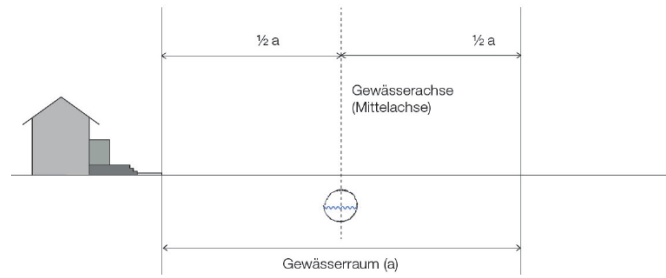 ½ a
½ a
Gewässerachse
(Mittelachse)
Gewässerraum (a)